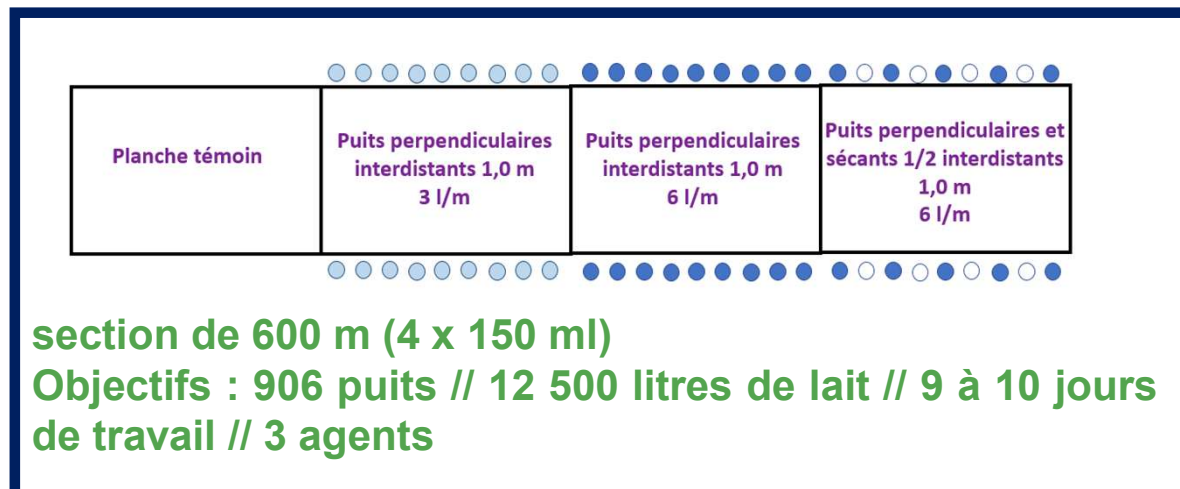 Planche témoin
Puits perpendiculaires
interdistants 1,0 m
3 l/m
Puits perpendiculaires
interdistants 1,0 m
6 l/m
Puits perpendiculaires et
sécants 1/2 interdistants
1,0 m
6 l/m
section de 600 m (4 x 150 ml)
Objectifs : 906 puits // 12 500 litres de lait // 9 à 10 jours
de travail // 3 agents